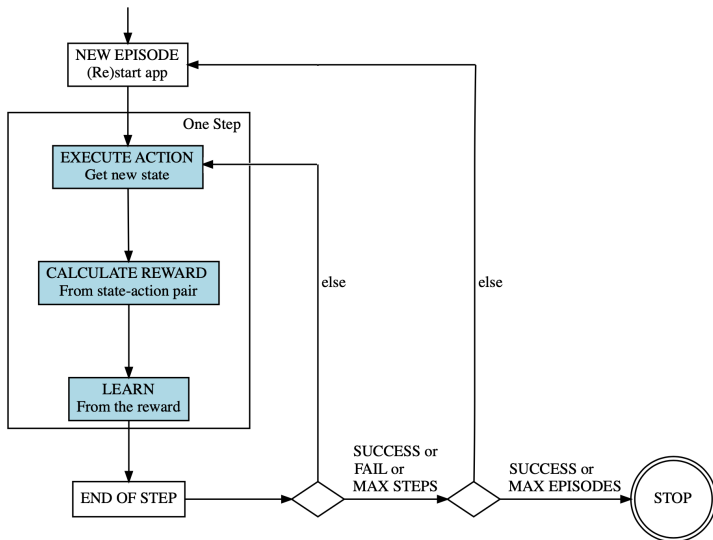 NEW EPISODE
(Re)start app
One Step
EXECUTE ACTION
Get new state
CALCULATE REWARD
From state-action pair
else
else
LEARN
From the reward
SUCCESS or
FAIL or
MAX STEPS
SUCCESS or
MAX EPISODES
END OF STEP
STOP